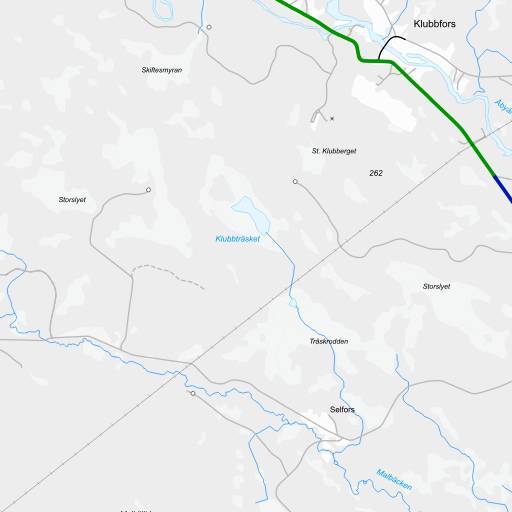 Klubbfors
Skiftesmyran
St. Klubberget
262
Storslyet
Klubbträsket
Storslyet
Träskrodden
Selfors
Malbäcken